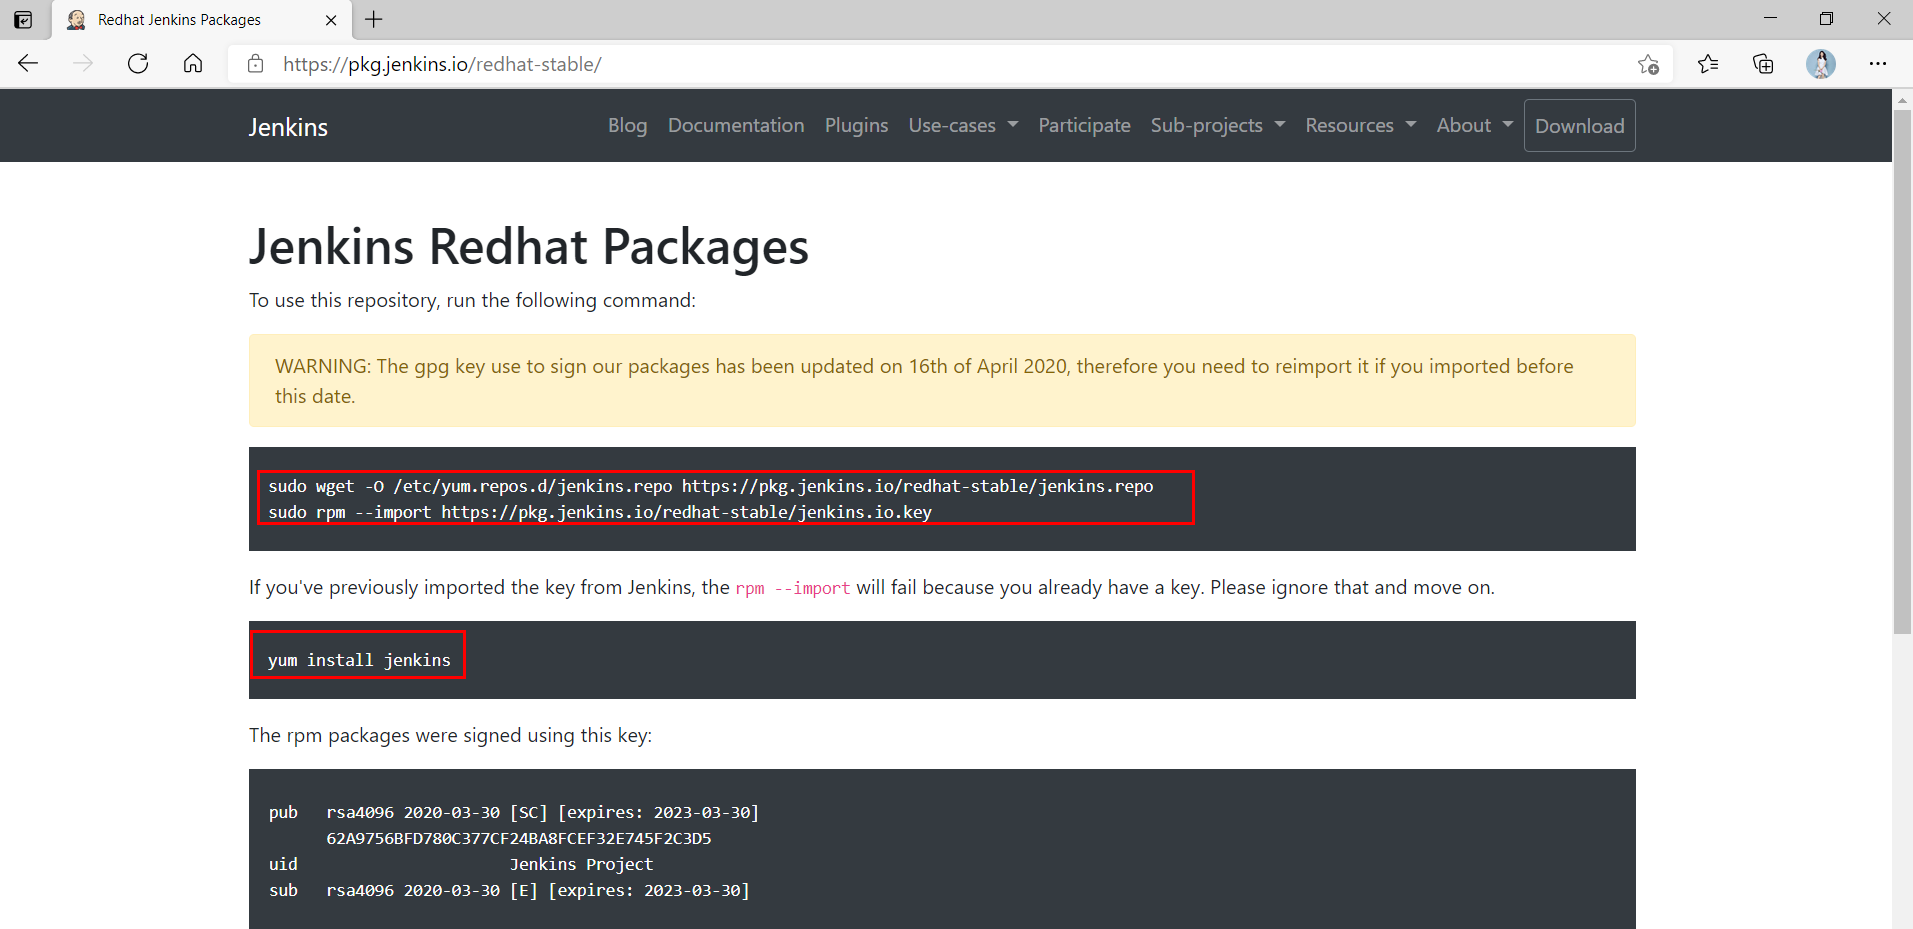 Redhat Jenkins Packages
https://pkg.jenkins.io/redhat-stable/
Jenkins Blog Documentation Plugins Use-cases Participate Sub-projects Resources About Download
Jenkins Redhat Packages
To use this repository, run the following command:
WARNING: The gpg key use to sign our packages has been updated on 16th of April 2020, therefore you need to reimport it if you imported before
this date.
sudo wget -O /etc/yum.repos.d/jenkins.repo https://pkg.jenkins.io/redhat-stable/jenkins.repo
sudo rpm --import https://pkg.jenkins.io/redhat-stable/jenkins.io.key
If you've previously imported the key from Jenkins, the rpm --import will fail because you already have a key. Please ignore that and move on.
yum install jenkins
The rpm packages were signed using this key:
pub   rsa4096 2020-03-30 [SC] [expires: 2023-03-30]
62A9756BFD780C377CF24BA8FCEF32E745F2C3D5
uid                      Jenkins Project
sub   rsa4096 2020-03-30 [E] [expires: 2023-03-30]